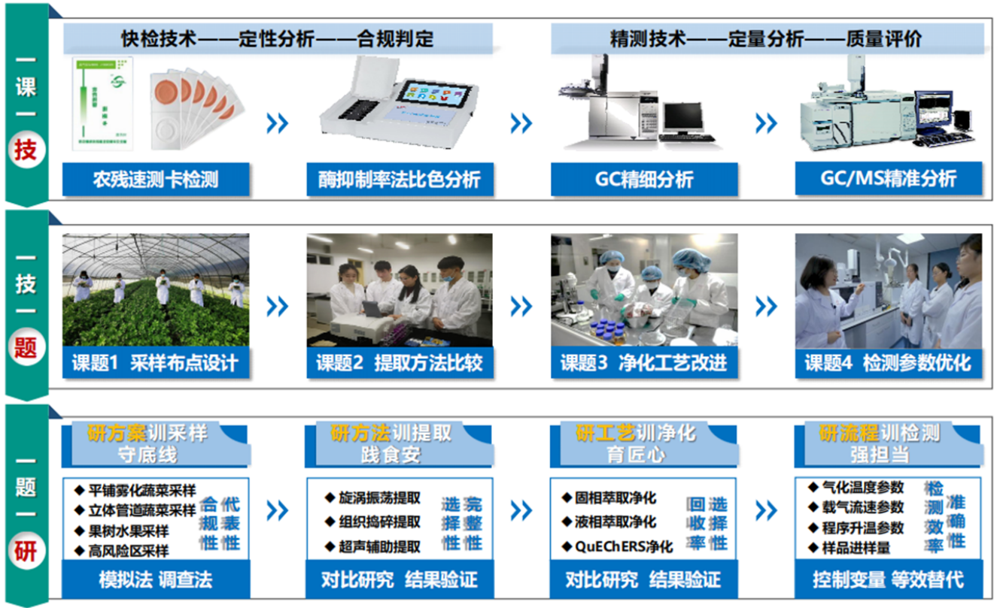 一课一技
快检技术——定性分析——合规判定
精测技术——定量分析——质量评价
农残速测卡检测
酶抑制率法比色分析
GC精细分析
GC/MS精准分析
一技一题
课题1 采样布点设计
课题2 提取方法比较
课题3 净化工艺改进
课题4 检测参数优化
一题一研
研方案训采样
守底线
◆ 平铺雾化蔬菜采样
◆ 立体管道蔬菜采样
◆ 果树水果采样
◆ 高风险区采样
合规性
代表性
模拟法 调查法
研方法训提取
践食安
◆ 旋涡振荡提取
◆ 组织捣碎提取
◆ 超声辅助提取
选择性
完整性
对比研究 结果验证
研工艺训净化
育匠心
◆ 固相萃取净化
◆ 液相萃取净化
◆ QuEChERS净化
回收率
选择性
对比研究 结果验证
研流程训检测
强担当
◆ 气化温度参数
◆ 载气流速参数
◆ 程序升温参数
◆ 样品进样量
检测效率
准确性
控制变量 等效替代